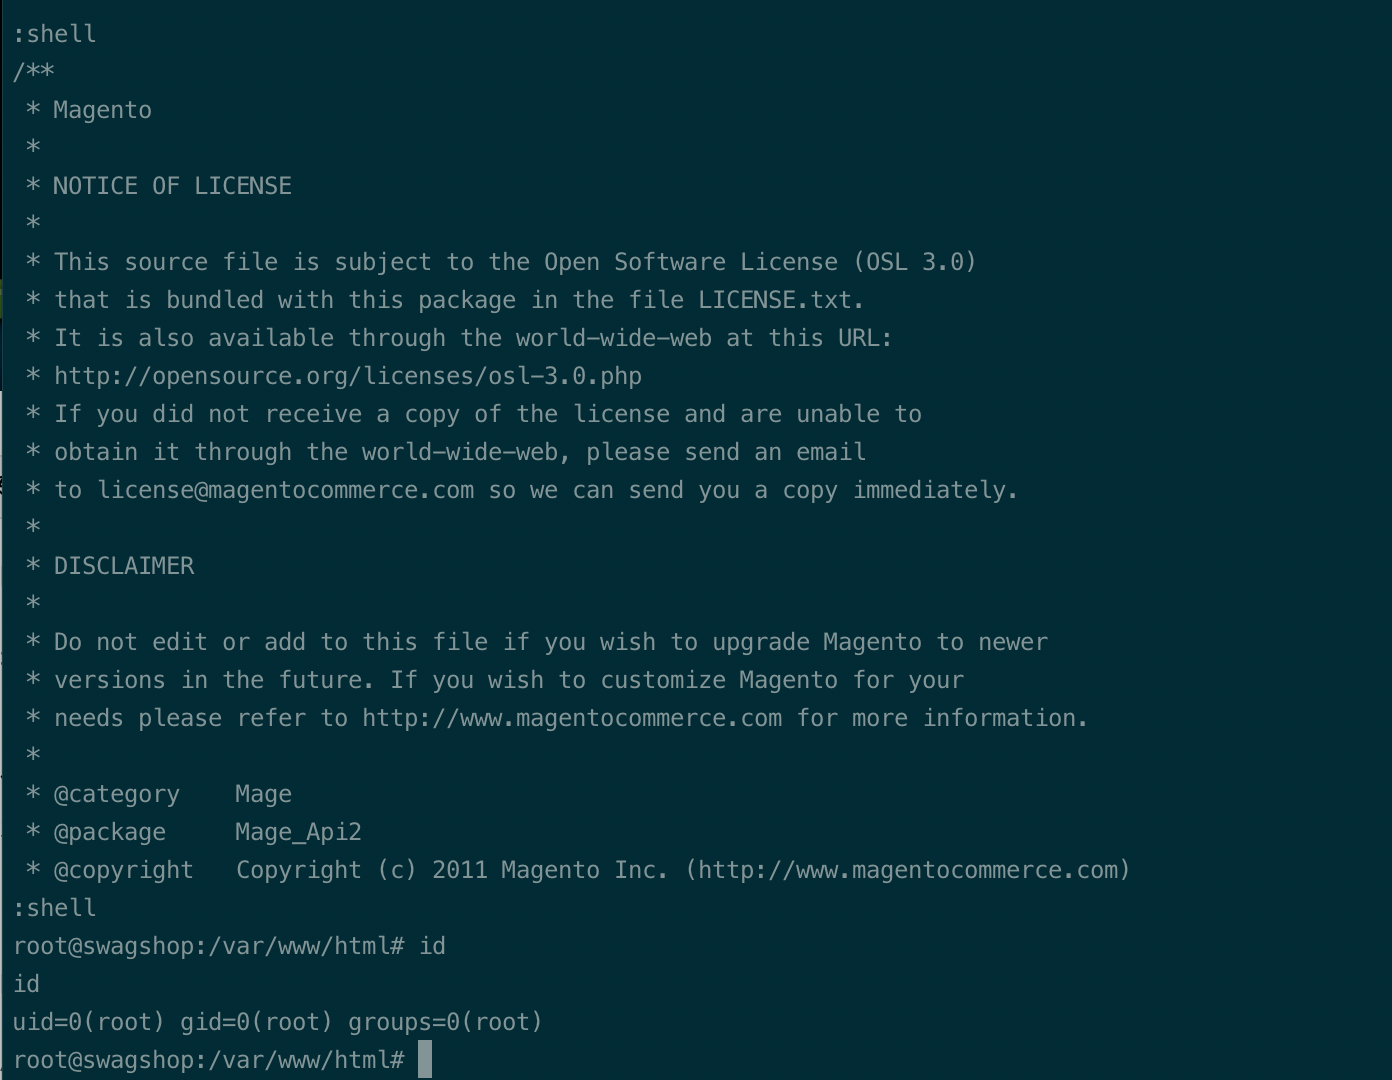 :shell
/**
 * Magento
 *
 * NOTICE OF LICENSE
 *
 * This source file is subject to the Open Software License (OSL 3.0)
 * that is bundled with this package in the file LICENSE.txt.
 * It is also available through the world-wide-web at this URL:
 * http://opensource.org/licenses/osl-3.0.php
 * If you did not receive a copy of the license and are unable to
 * obtain it through the world-wide-web, please send an email
 * to license@magentocommerce.com so we can send you a copy immediately.
 *
 * DISCLAIMER
 *
 * Do not edit or add to this file if you wish to upgrade Magento to newer
 * versions in the future. If you wish to customize Magento for your
 * needs please refer to http://www.magentocommerce.com for more information.
 *
 * @category    Mage
 * @package     Mage_Api2
 * @copyright   Copyright (c) 2011 Magento Inc. (http://www.magentocommerce.com)
:shell
root@swagshop:/var/www/html# id
id
uid=0(root) gid=0(root) groups=0(root)
root@swagshop:/var/www/html#